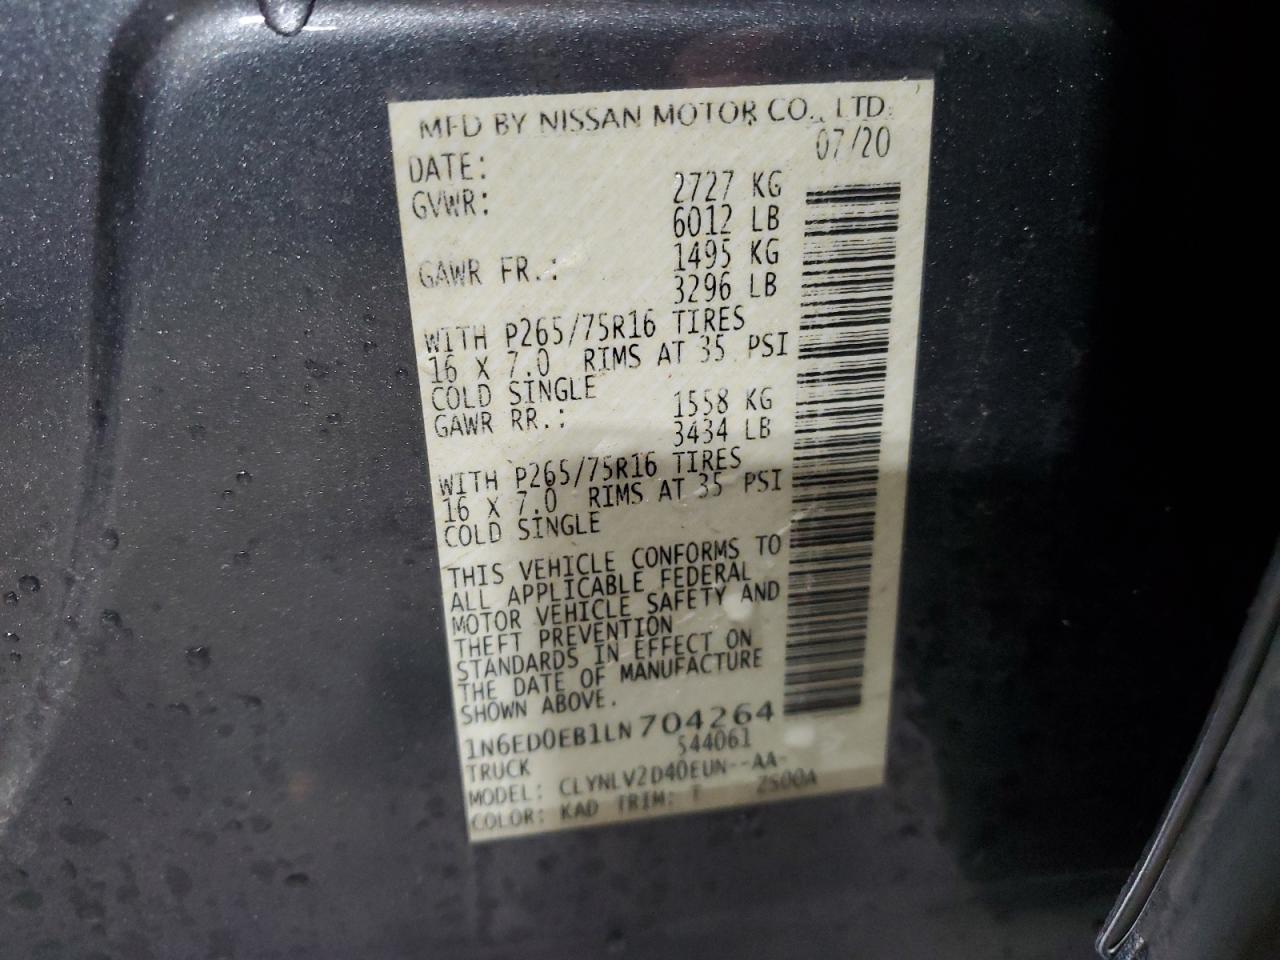 MFD BY NISSAN MOTOR CO., LTD.
DATE: 07/20
GVWR: 2727 KG
6012 LB
GAWR FR.: 1495 KG
3296 LB
WITH P265/75R16 TIRES
16 X 7.0 RIMS AT 35 PSI
COLD SINGLE
GAWR RR.: 1558 KG
3434 LB
WITH P265/75R16 TIRES
16 X 7.0 RIMS AT 35 PSI
COLD SINGLE
THIS VEHICLE CONFORMS TO
ALL APPLICABLE FEDERAL
MOTOR VEHICLE SAFETY AND
THEFT PREVENTION
STANDARDS IN EFFECT ON
THE DATE OF MANUFACTURE
SHOWN ABOVE.
1N6ED0EB1LN704264
TRUCK 544061
MODEL: CLYNLV2D40EUN--AA-
COLOR: KAD TRIM: T 2S00A